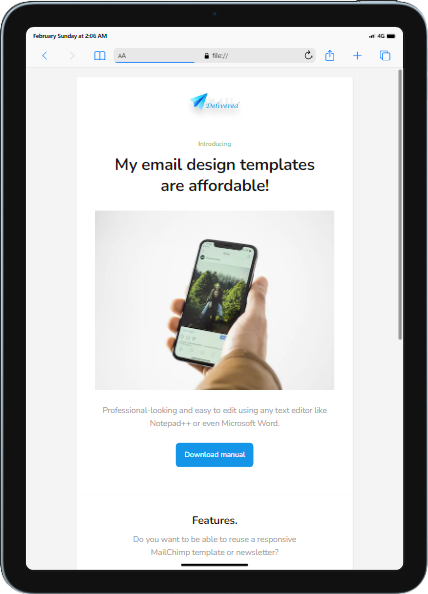 February Sunday at 2:06 AM
4G
AA
file://
Delivered
Introducing
My email design templates
are affordable!
Professional-looking and easy to edit using any text editor like
Notepad++ or even Microsoft Word.
Download manual
Features.
Do you want to be able to reuse a responsive
MailChimp template or newsletter?